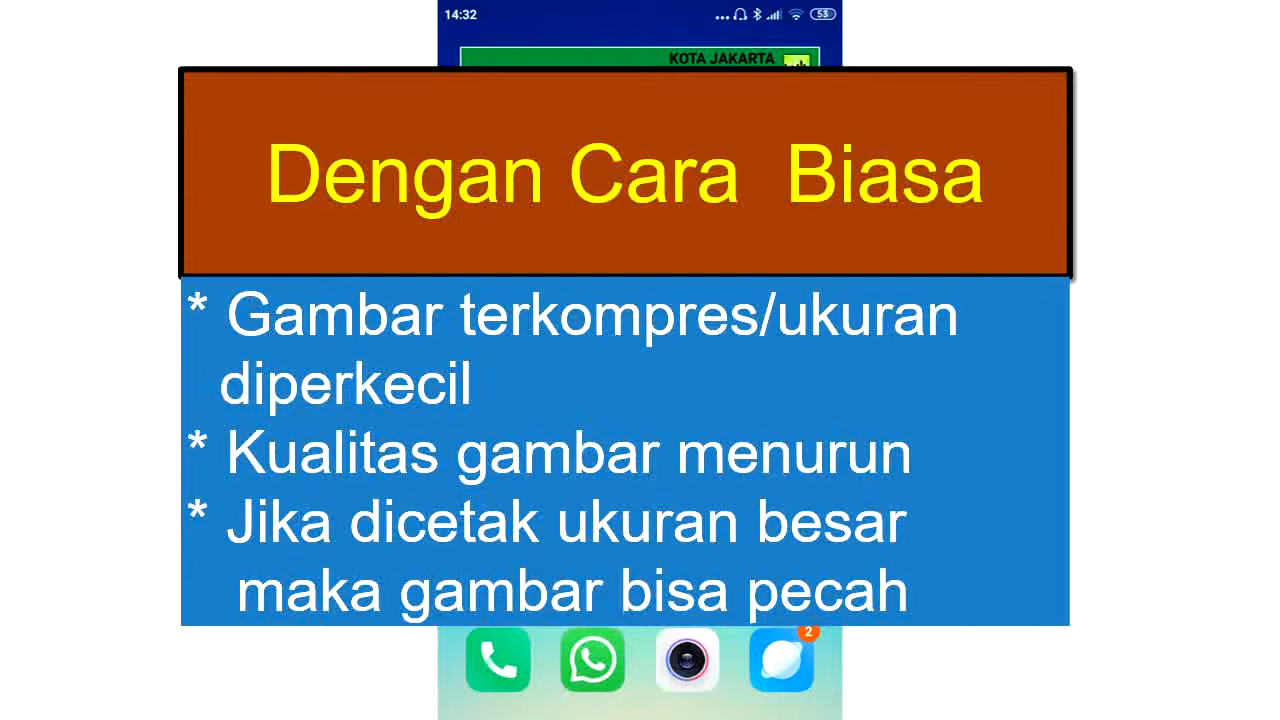 14:32
53
KOTA JAKARTA
Dengan Cara Biasa
* Gambar terkompres/ukuran
diperkecil
* Kualitas gambar menurun
* Jika dicetak ukuran besar
maka gambar bisa pecah
2